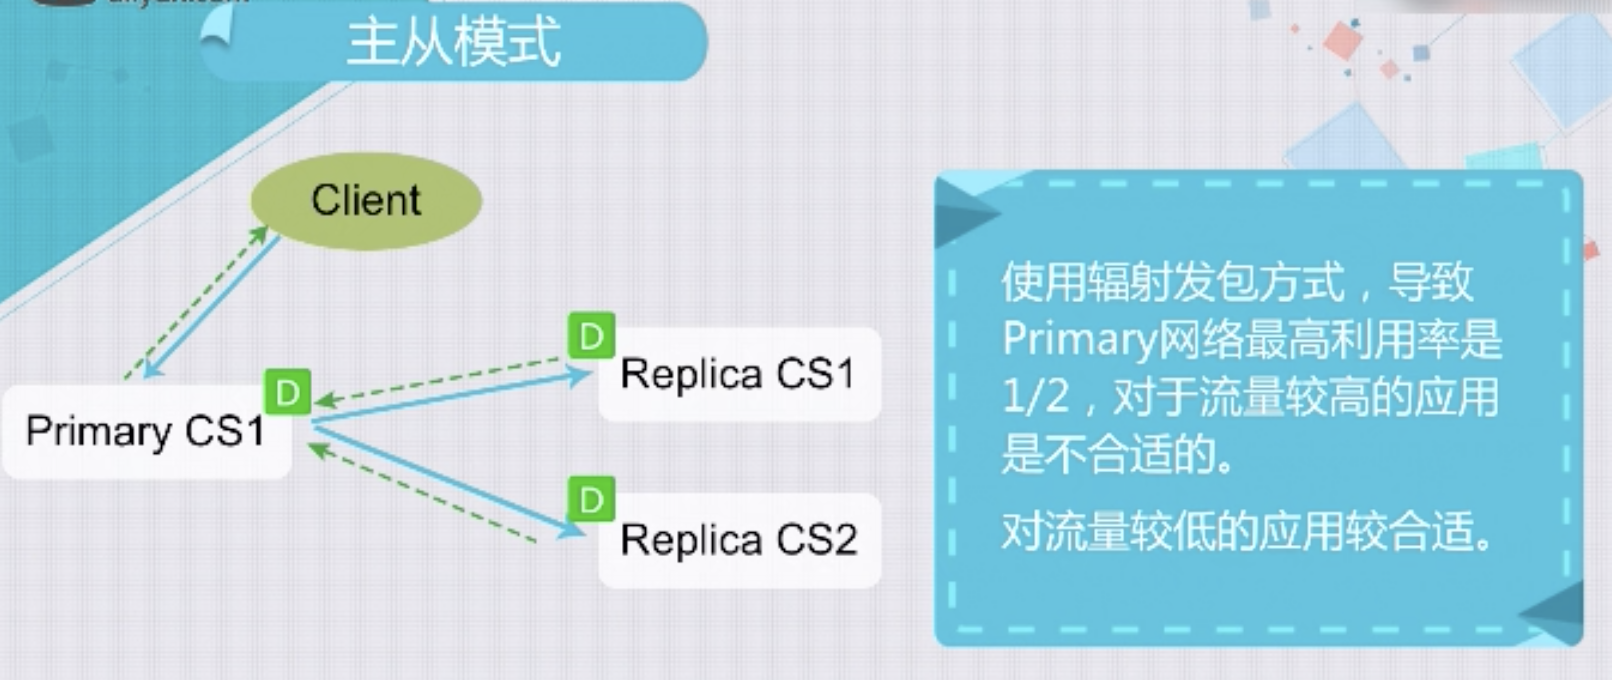 主从模式
Client
D
Replica CS1
D
Primary CS1
D
Replica CS2
使用辐射发包方式，导致
Primary网络最高利用率是
1/2，对于流量较高的应用
是不合适的。
对流量较低的应用较合适。